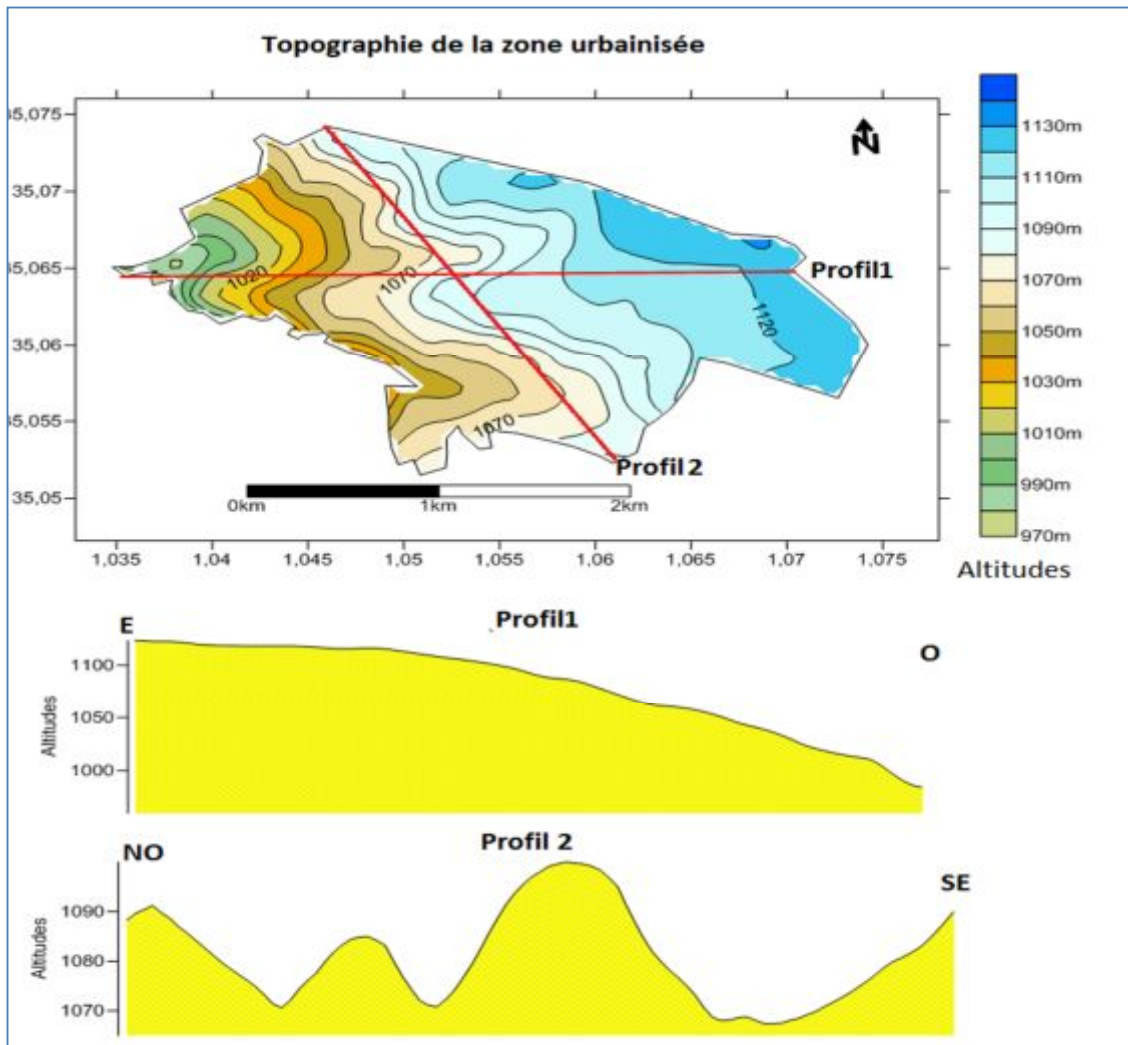 Topographie de la zone urbainisée
35,075
35,07
35,065
35,06
35,055
35,05
N
1020
1070
1070
1120
Profil1
Profil 2
0km 1km 2km
1,035 1,04 1,045 1,05 1,055 1,06 1,065 1,07 1,075
1130m
1110m
1090m
1070m
1050m
1030m
1010m
990m
970m
Altitudes
Profil1
E
O
1100
1050
1000
Altitudes
Profil 2
NO
SE
1090
1080
1070
Altitudes